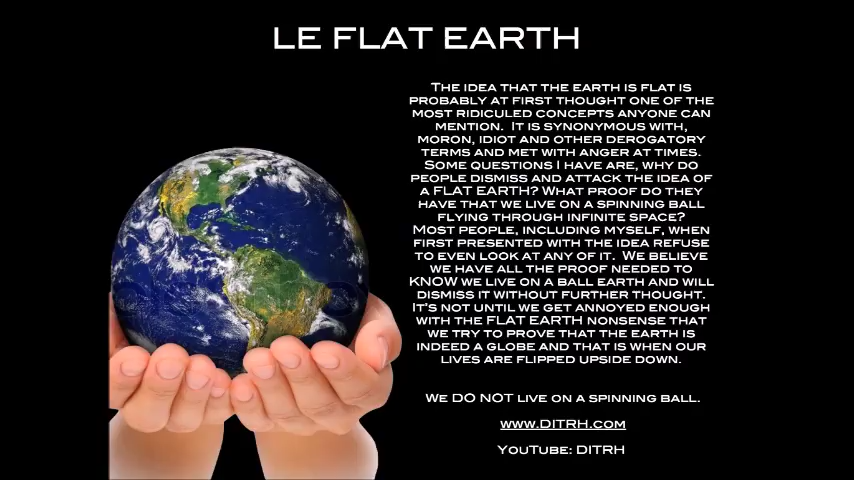 LE FLAT EARTH
THE IDEA THAT THE EARTH IS FLAT IS
PROBABLY AT FIRST THOUGHT ONE OF THE
MOST RIDICULED CONCEPTS ANYONE CAN
MENTION. IT IS SYNONYMOUS WITH,
MORON, IDIOT AND OTHER DEROGATORY
TERMS AND MET WITH ANGER AT TIMES.
SOME QUESTIONS I HAVE ARE, WHY DO
PEOPLE DISMISS AND ATTACK THE IDEA OF
A FLAT EARTH? WHAT PROOF DO THEY
HAVE THAT WE LIVE ON A SPINNING BALL
FLYING THROUGH INFINITE SPACE?
MOST PEOPLE, INCLUDING MYSELF, WHEN
FIRST PRESENTED WITH THE IDEA REFUSE
TO EVEN LOOK AT ANY OF IT. WE BELIEVE
WE HAVE ALL THE PROOF NEEDED TO
KNOW WE LIVE ON A BALL EARTH AND WILL
DISMISS IT WITHOUT FURTHER THOUGHT.
IT'S NOT UNTIL WE GET ANNOYED ENOUGH
WITH THE FLAT EARTH NONSENSE THAT
WE TRY TO PROVE THAT THE EARTH IS
INDEED A GLOBE AND THAT IS WHEN OUR
LIVES ARE FLIPPED UPSIDE DOWN.
WE DO NOT LIVE ON A SPINNING BALL.
WWW.DITRH.COM
YOUTUBE: DITRH